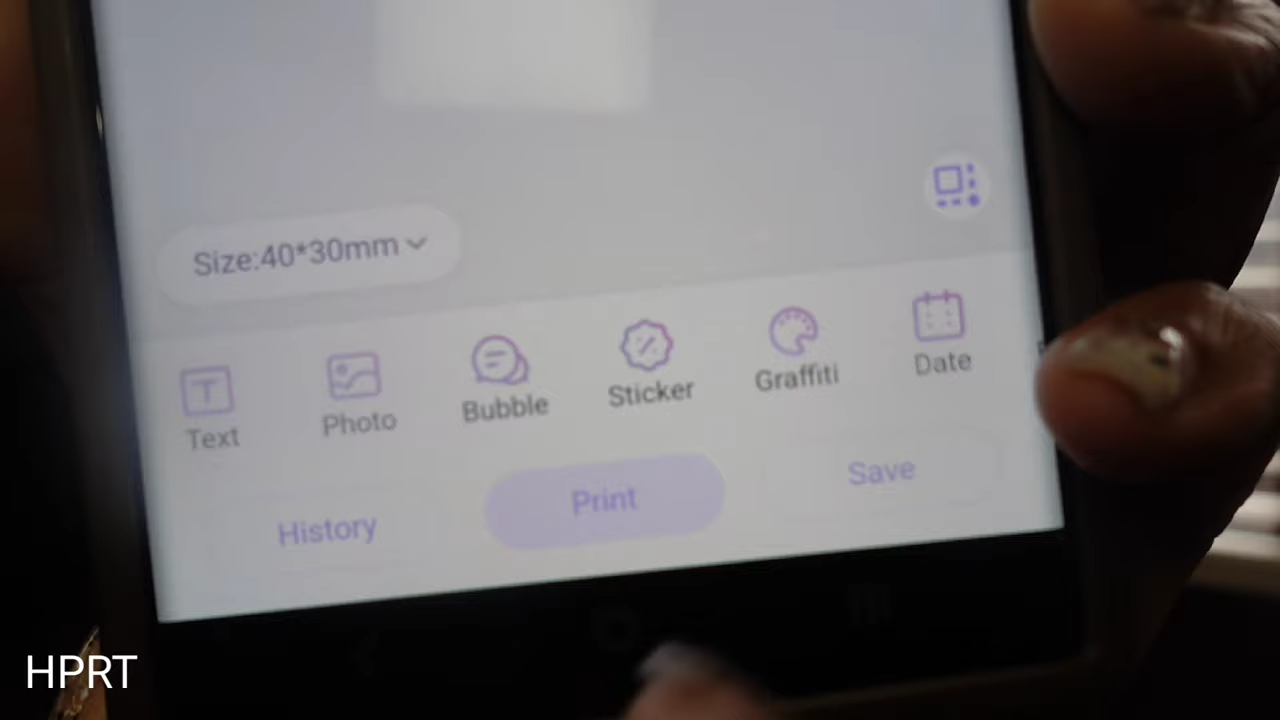 Size:40*30mm
Text Photo Bubble Sticker Graffiti Date
History Print Save
HPRT